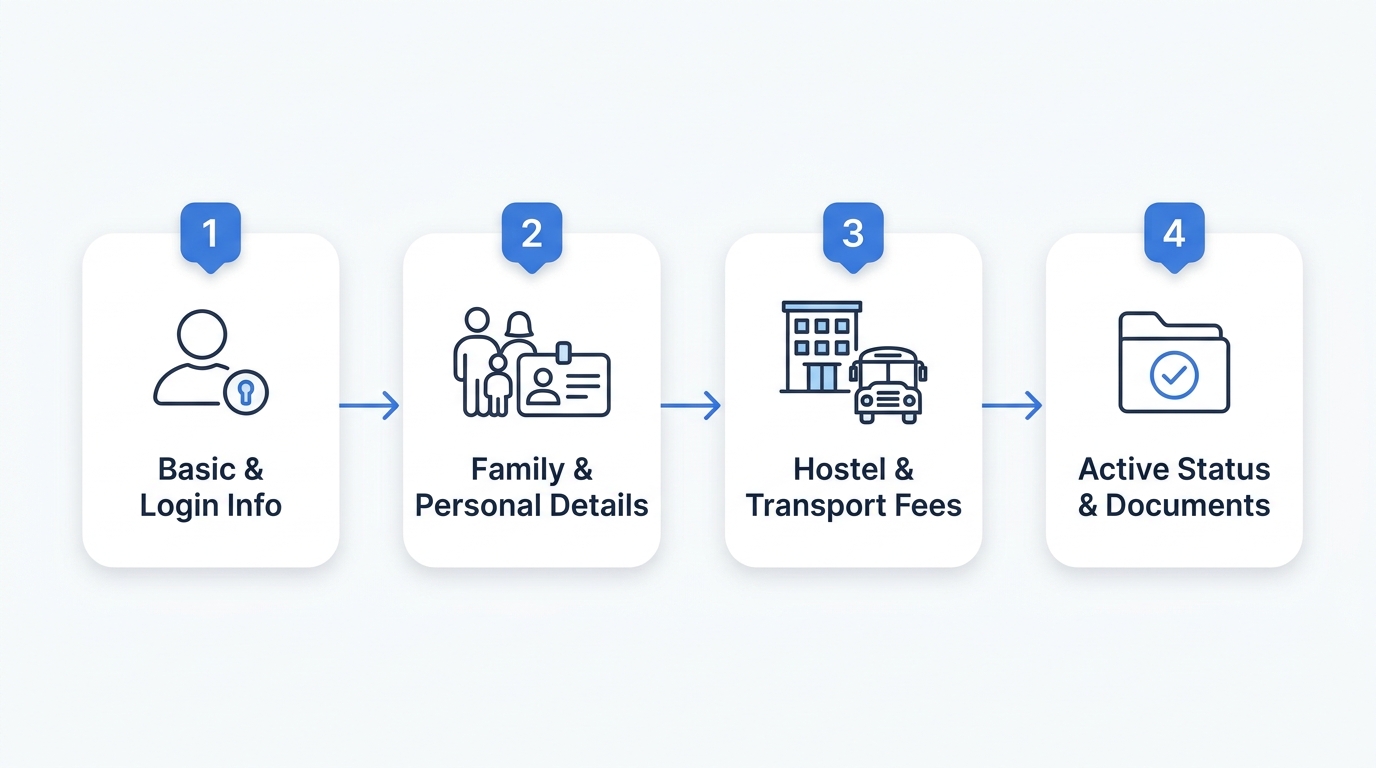 1
Basic &
Login Info
2
Family &
Personal Details
3
Hostel &
Transport Fees
4
Active Status
& Documents